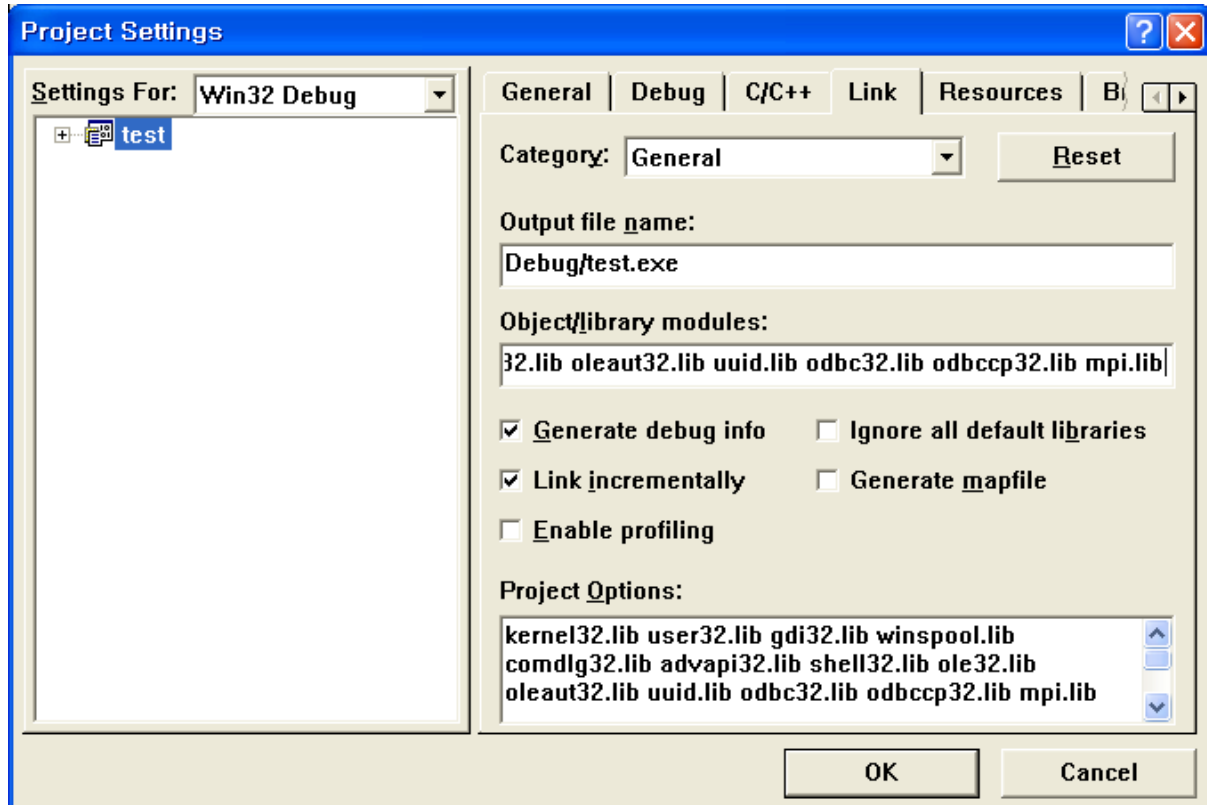 Project Settings
Settings For: Win32 Debug
test
General Debug C/C++ Link Resources
Category: General Reset
Output file name:
Debug/test.exe
Object/library modules:
32.lib oleaut32.lib uuid.lib odbc32.lib odbccp32.lib mpi.lib
Generate debug info Ignore all default libraries
Link incrementally Generate mapfile
Enable profiling
Project Options:
kernel32.lib user32.lib gdi32.lib winspool.lib
comdlg32.lib advapi32.lib shell32.lib ole32.lib
oleaut32.lib uuid.lib odbc32.lib odbccp32.lib mpi.lib
OK Cancel